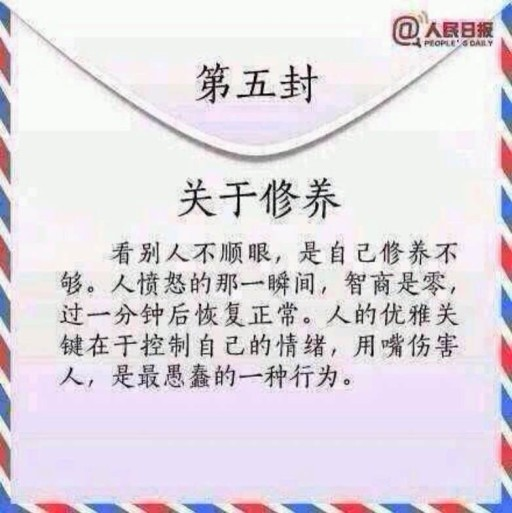 @人民日报
PEOPLE'S DAILY
第五封
关于修养
看别人不顺眼，是自己修养不
够。人愤怒的那一瞬间，智商是零，
过一分钟后恢复正常。人的优雅关
键在于控制自己的情绪，用嘴伤害
人，是最愚蠢的一种行为。